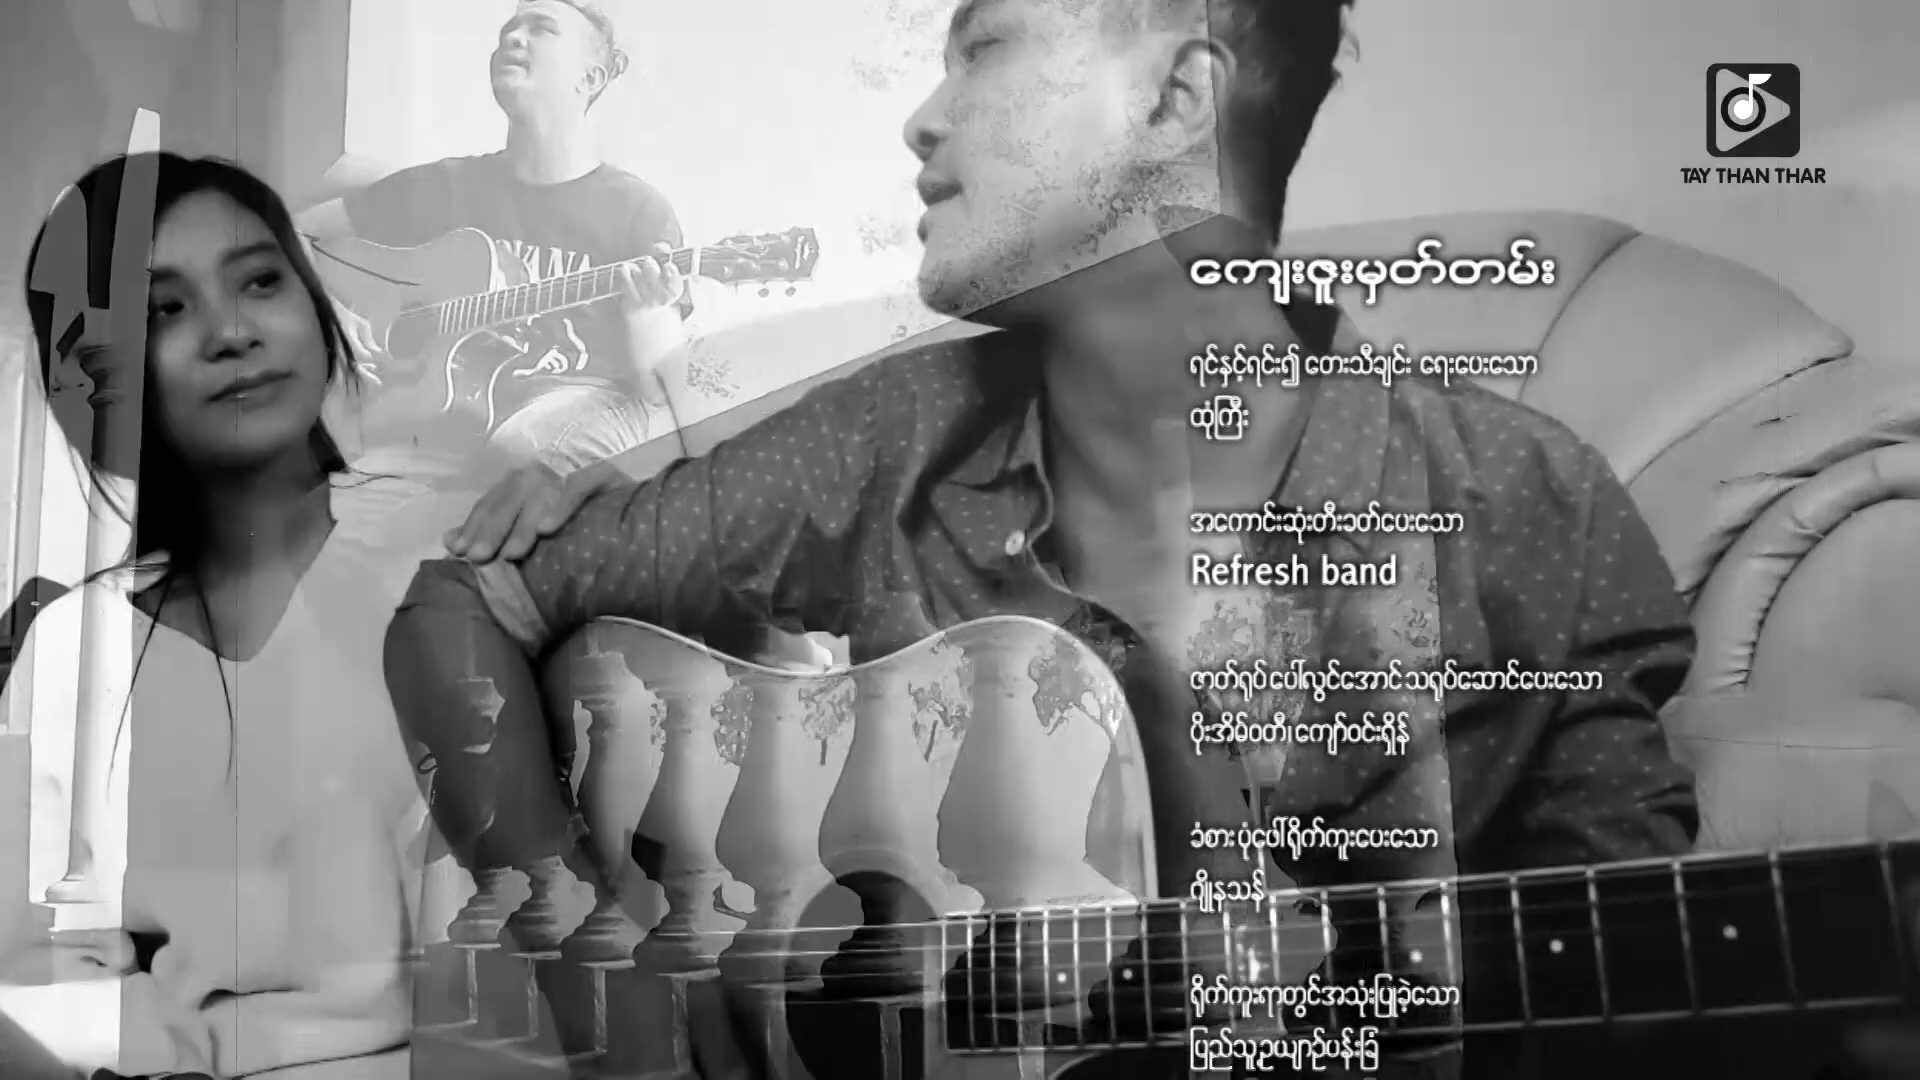 TAY THAN THAR
ကျေးဇူးမှတ်တမ်း
ရင်နှင့်ရင်း၍ တေးသီချင်း ရေးပေးသော
ထုံကြီး
အကောင်းဆုံးတီးခတ်ပေးသော
Refresh band
ဇာတ်ရုပ်ပေါ်လွင်အောင်သရုပ်ဆောင်ပေးသော
ပိုးအိမ်ဝတီ၊ကျော်ဝင်းရှိန်
ခံစားပုံဖေါ်ရိုက်ကူးပေးသော
ဂျိုနသန်
ရိုက်ကူးရာတွင်အသုံးပြုခဲ့သော
ပြည်သူ့ဥယျာဉ်ပန်းခြံ